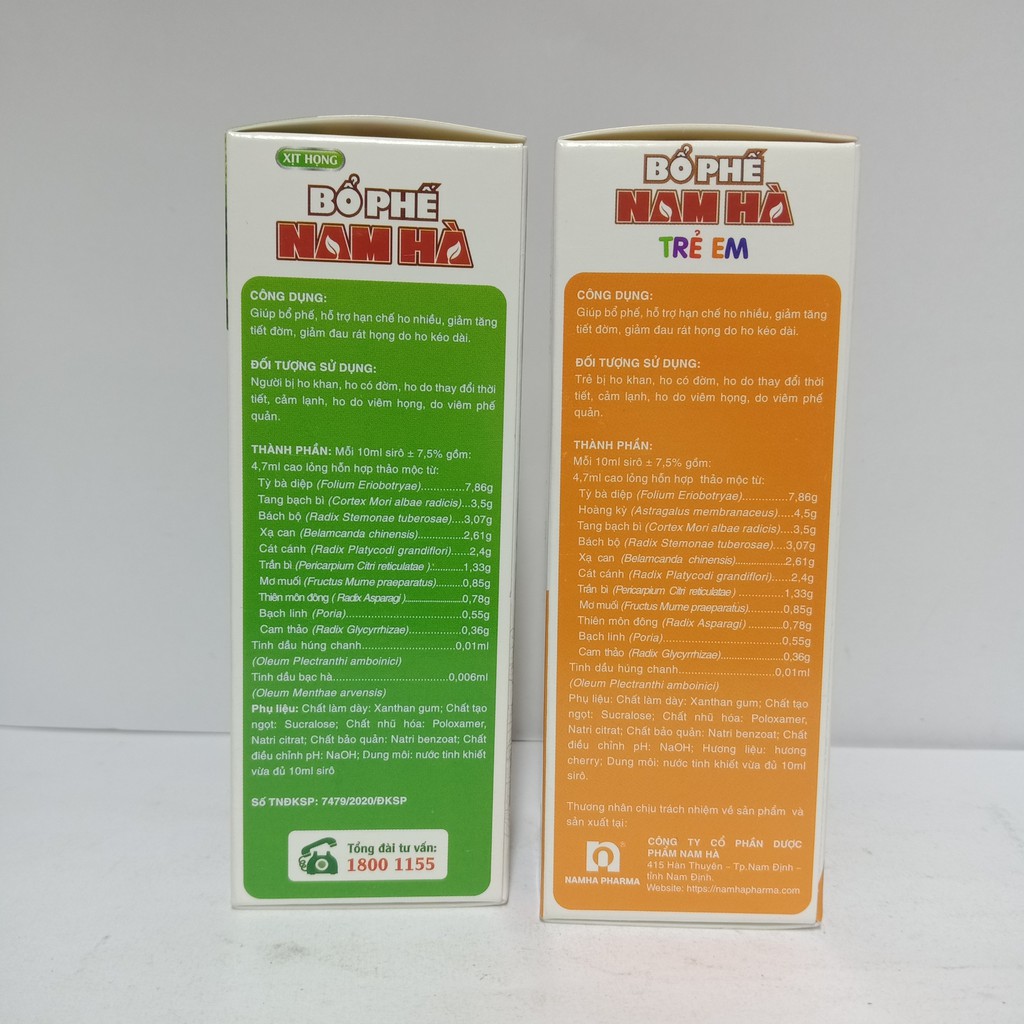 XỊT HỌNG
BỔ PHẾ
NAM HÀ
CÔNG DỤNG:
Giúp bổ phế, hỗ trợ hạn chế ho nhiều, giảm tăng
tiết đờm, giảm đau rát họng do ho kéo dài.
ĐỐI TƯỢNG SỬ DỤNG:
Người bị ho khan, ho có đờm, ho do thay đổi thời
tiết, cảm lạnh, ho do viêm họng, do viêm phế
quản.
THÀNH PHẦN: Mỗi 10ml sirô ± 7,5% gồm:
4,7ml cao lỏng hỗn hợp thảo mộc từ:
Tỳ bà diệp (Folium Eriobotryae)..............7,86g
Tang bạch bì (Cortex Mori albae radicis)...3,5g
Bách bộ (Radix Stemonae tuberosae)....3,07g
Xạ can (Belamcanda chinensis)..............2,61g
Cát cánh (Radix Platycodi grandiflori)......2,4g
Trần bì (Pericarpium Citri reticulatae )..........1,33g
Mơ muối (Fructus Mume praeparatus).........0,85g
Thiên môn đông ( Radix Asparagi )......................0,78g
Bạch linh (Poria)......................................0,55g
Cam thảo (Radix Glycyrrhizae)...............0,36g
Tinh dầu húng chanh.........................0,01ml
(Oleum Plectranthi amboinici)
Tinh dầu bạc hà..............................0,006ml
(Oleum Menthae arvensis)
Phụ liệu: Chất làm dày: Xanthan gum; Chất tạo
ngọt: Sucralose; Chất nhũ hóa: Poloxamer,
Natri citrat; Chất bảo quản: Natri benzoat; Chất
điều chỉnh pH: NaOH; Dung môi: nước tinh khiết
vừa đủ 10ml sirô
Số TNĐKSP: 7479/2020/ĐKSP
Tổng đài tư vấn:
1800 1155
BỔ PHẾ
NAM HÀ
TRẺ EM
CÔNG DỤNG:
Giúp bổ phế, hỗ trợ hạn chế ho nhiều, giảm tăng
tiết đờm, giảm đau rát họng do ho kéo dài.
ĐỐI TƯỢNG SỬ DỤNG:
Trẻ bị ho khan, ho có đờm, ho do thay đổi thời
tiết, cảm lạnh, ho do viêm họng, do viêm phế
quản.
THÀNH PHẦN:
Mỗi 10ml sirô ± 7,5% gồm:
4,7ml cao lỏng hỗn hợp thảo mộc từ:
Tỳ bà diệp (Folium Eriobotryae).............7,86g
Hoàng kỳ (Astragalus membranaceus).....4,5g
Tang bạch bì (Cortex Mori albae radicis)....3,5g
Bách bộ (Radix Stemonae tuberosae)....3,07g
Xạ can (Belamcanda chinensis)......................2,61g
Cát cánh (Radix Platycodi grandiflori)......2,4g
Trần bì (Pericarpium Citri reticulatae) .............1,33g
Mơ muối (Fructus Mume praeparatus)..........0,85g
Thiên môn đông (Radix Asparagi) ............0,78g
Bạch linh (Poria)......................................0,55g
Cam thảo (Radix Glycyrrhizae)......................0,36g
Tinh dầu húng chanh..........................0,01ml
(Oleum Plectranthi amboinici)
Phụ liệu: Chất làm dày: Xanthan gum; Chất tạo
ngọt: Sucralose; Chất nhũ hóa: Poloxamer,
Natri citrat; Chất bảo quản: Natri benzoat; Chất
điều chỉnh pH: NaOH; Hương liệu: hương
cherry; Dung môi: nước tinh khiết vừa đủ 10ml
sirô.
Thương nhân chịu trách nhiệm về sản phẩm và
sản xuất tại:
NAMHA PHARMA
CÔNG TY CỔ PHẦN DƯỢC
PHẨM NAM HÀ
415 Hàn Thuyên – Tp.Nam Định –
tỉnh Nam Định.
Website: https://namhapharma.com